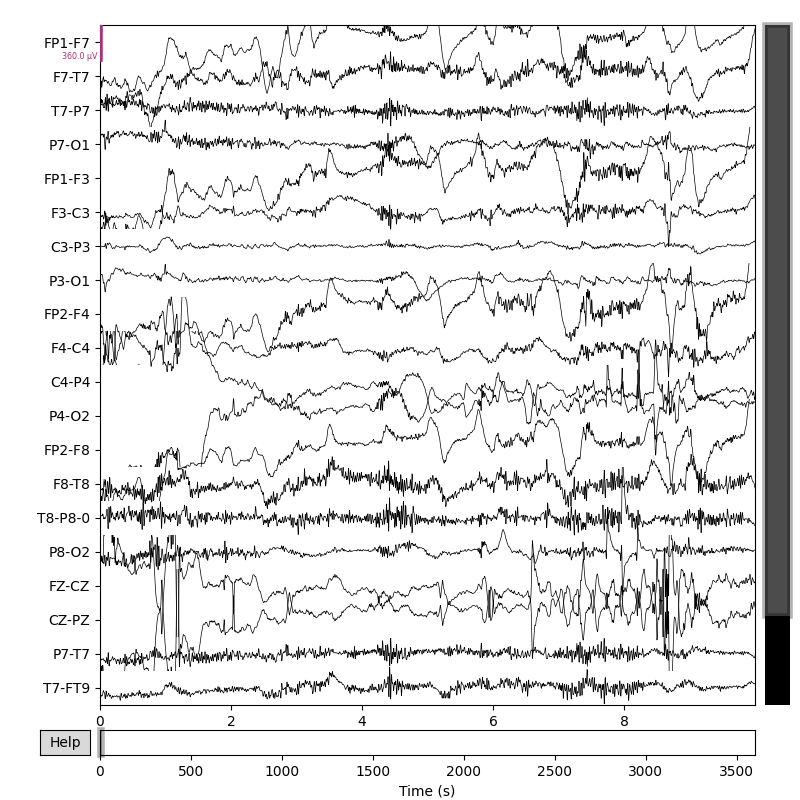 FP1-F7
360.0 µV
F7-T7
T7-P7
P7-O1
FP1-F3
F3-C3
C3-P3
P3-O1
FP2-F4
F4-C4
C4-P4
P4-O2
FP2-F8
F8-T8
T8-P8-0
P8-O2
FZ-CZ
CZ-PZ
P7-T7
T7-FT9
0 2 4 6 8
Help
0 500 1000 1500 2000 2500 3000 3500
Time (s)